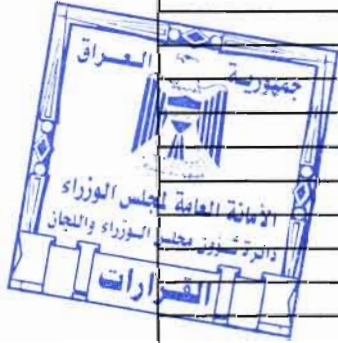 جمهورية العراق
الأمانة العامة لمجلس الوزراء
دائرة شؤون مجلس الوزراء واللجان
القرارات